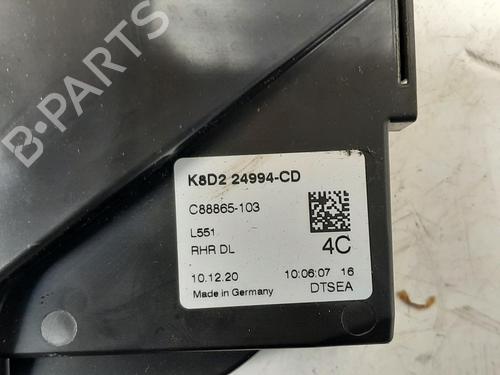 B-PARTS
K8D2 24994-CD
C88865-103
L551
RHR DL 4C
10.12.20 10:06:07 16
Made in Germany DTSEA